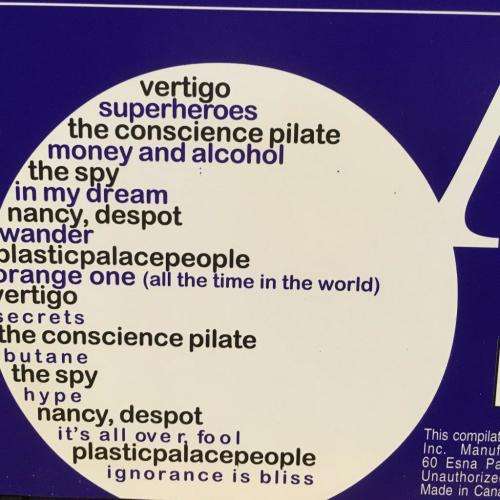 vertigo
superheroes
the conscience pilate
money and alcohol
the spy
in my dream
nancy, despot
wander
plasticpalacepeople
orange one (all the time in the world)
vertigo
secrets
the conscience pilate
butane
the spy
hype
nancy, despot
it's all over, fool
plasticpalacepeople
ignorance is bliss
This compilat
Inc. Manuf
60 Esna Pa
Unauthorize
Made in Can